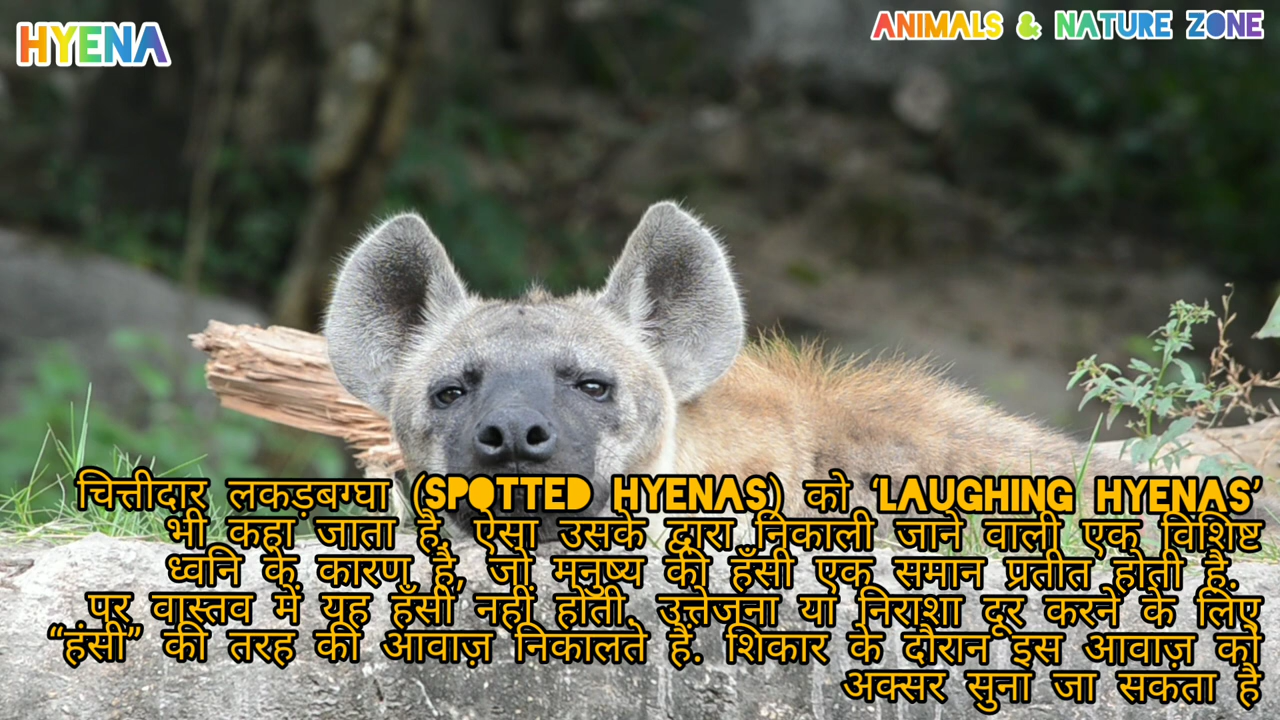 HYENA
ANIMALS & NATURE ZONE
चित्तीदार लकड़बग्घा (SPOTTED HYENAS) को ‘LAUGHING HYENAS’
भी कहा जाता है. ऐसा उसके द्वारा निकाली जाने वाली एक विशिष्ट
ध्वनि के कारण है, जो मनुष्य की हँसी एक समान प्रतीत होती है.
पर वास्तव में यह हँसी नहीं होती. उत्तेजना या निराशा दूर करने के लिए
“हंसी” की तरह की आवाज़ निकालते हैं. शिकार के दौरान इस आवाज़ को
अक्सर सुना जा सकता है